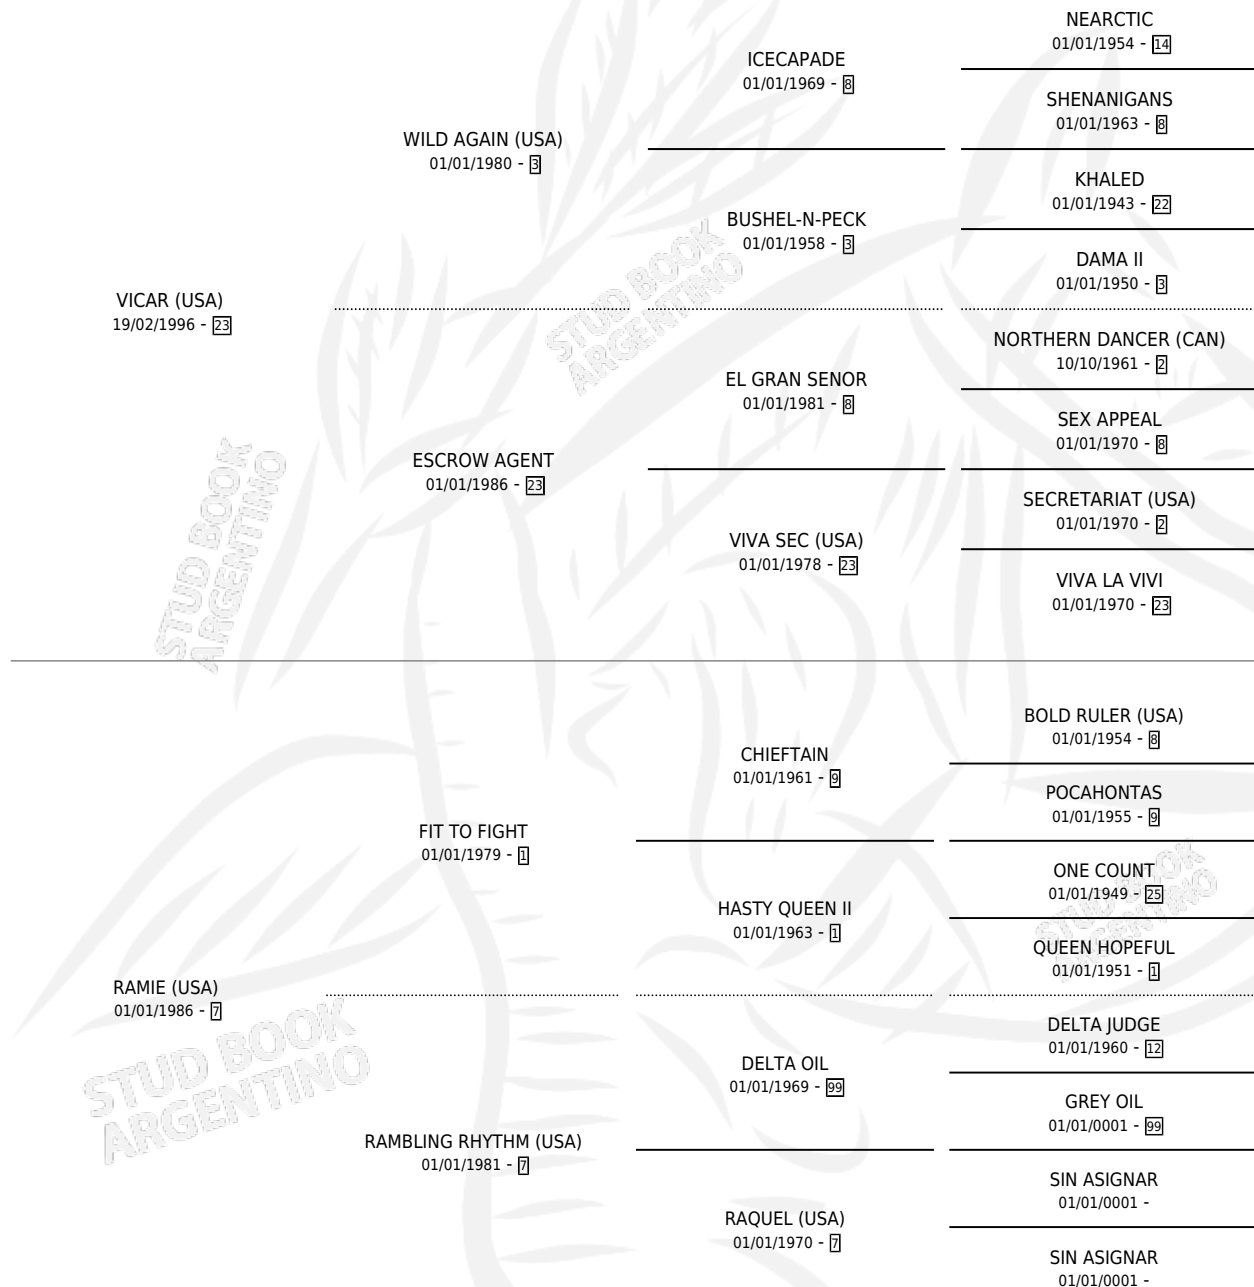 NEARCTIC
01/01/1954 - 14
ICECAPADE
01/01/1969 - 8
SHENANIGANS
01/01/1963 - 8
WILD AGAIN (USA)
01/01/1980 - 3
KHALED
01/01/1943 - 22
BUSHEL-N-PECK
01/01/1958 - 3
DAMA II
01/01/1950 - 3
VICAR (USA)
19/02/1996 - 23
NORTHERN DANCER (CAN)
10/10/1961 - 2
EL GRAN SENOR
01/01/1981 - 8
SEX APPEAL
01/01/1970 - 8
ESCROW AGENT
01/01/1986 - 23
SECRETARIAT (USA)
01/01/1970 - 2
VIVA SEC (USA)
01/01/1978 - 23
VIVA LA VIVI
01/01/1970 - 23
BOLD RULER (USA)
01/01/1954 - 8
CHIEFTAIN
01/01/1961 - 9
POCAHONTAS
01/01/1955 - 9
FIT TO FIGHT
01/01/1979 - 1
ONE COUNT
01/01/1949 - 25
HASTY QUEEN II
01/01/1963 - 1
QUEEN HOPEFUL
01/01/1951 - 1
RAMIE (USA)
01/01/1986 - 7
DELTA JUDGE
01/01/1960 - 12
DELTA OIL
01/01/1969 - 99
GREY OIL
01/01/0001 - 99
RAMBLING RHYTHM (USA)
01/01/1981 - 7
SIN ASIGNAR
01/01/0001 -
RAQUEL (USA)
01/01/1970 - 7
SIN ASIGNAR
01/01/0001 -
STUD BOOK
ARGENTINO
STUD BOOK
ARGENTINO
STUD BOOK
ARGENTINO
STUD BOOK
ARGENTINO